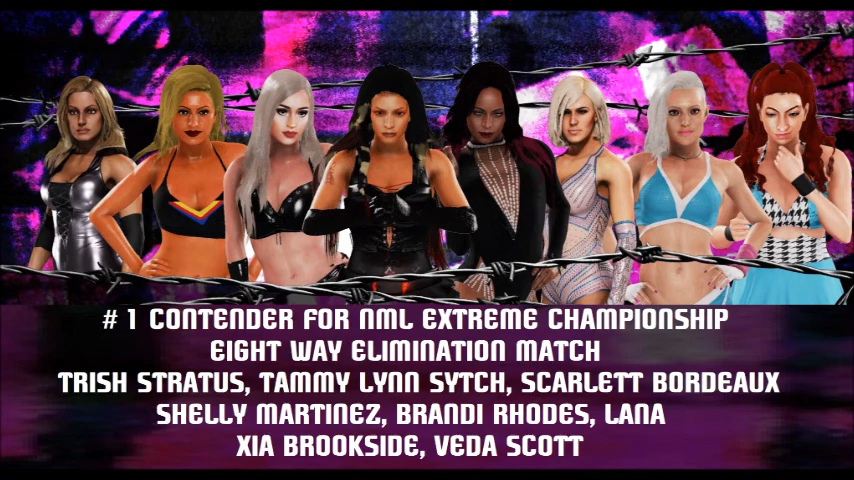 # 1 CONTENDER FOR NML EXTREME CHAMPIONSHIP
EIGHT WAY ELIMINATION MATCH
TRISH STRATUS, TAMMY LYNN SYTCH, SCARLETT BORDEAUX
SHELLY MARTINEZ, BRANDI RHODES, LANA
XIA BROOKSIDE, VEDA SCOTT